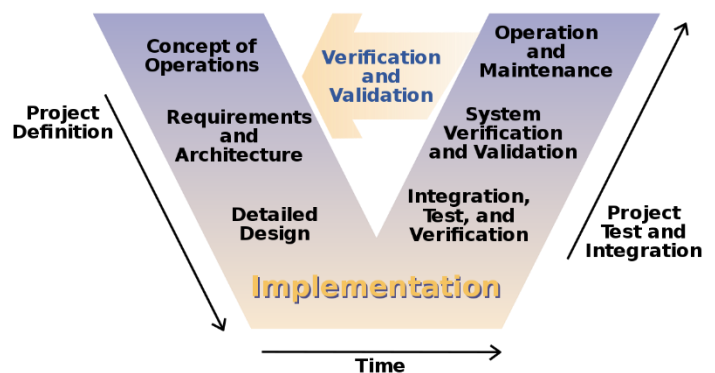 Concept of
Operations
Verification
and
Validation
Operation
and
Maintenance
Project
Definition
Requirements
and
Architecture
System
Verification
and Validation
Detailed
Design
Integration,
Test, and
Verification
Project
Test and
Integration
Implementation
Time